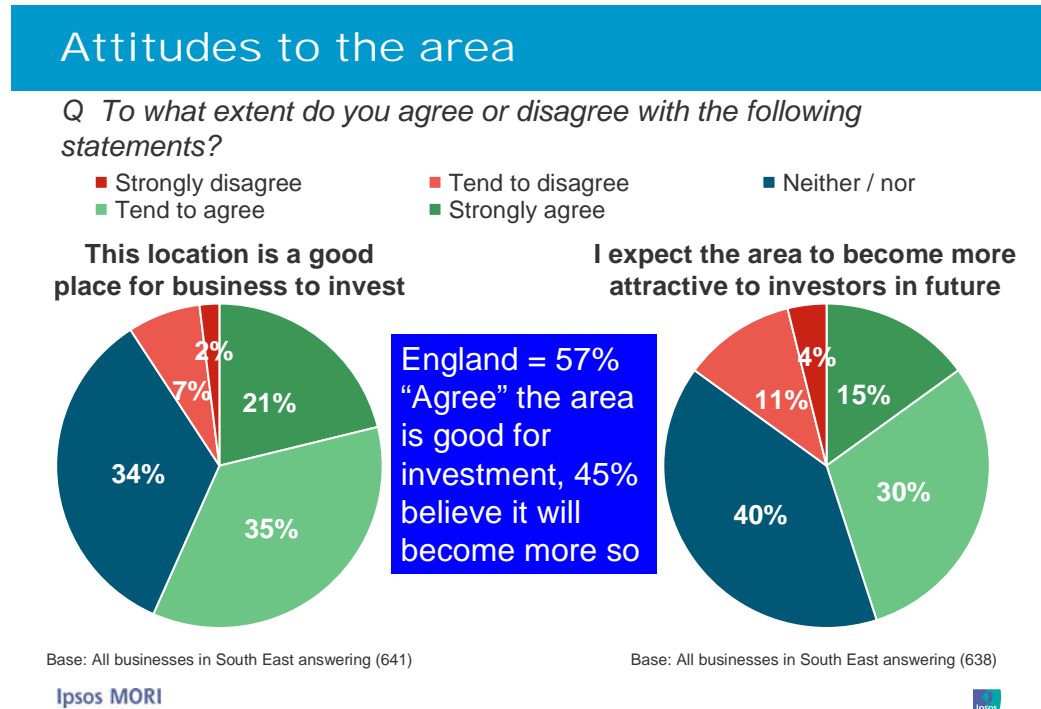 Attitudes to the area
Q To what extent do you agree or disagree with the following
statements?
Strongly disagree
Tend to disagree
Neither / nor
Tend to agree
Strongly agree
This location is a good
place for business to invest
2%
7%
21%
34%
35%
England = 57%
“Agree” the area
is good for
investment, 45%
believe it will
become more so
I expect the area to become more
attractive to investors in future
4%
11%
15%
30%
40%
Base: All businesses in South East answering (641)
Base: All businesses in South East answering (638)
Ipsos MORI
Ipsos